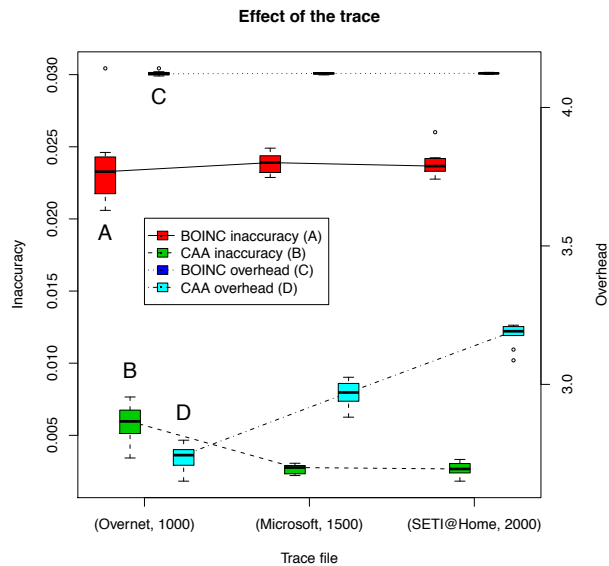 Effect of the trace
0.030
0.025
0.020
0.015
0.010
0.005
Inaccuracy
4.0
3.5
3.0
Overhead
C
A
BOINC inaccuracy (A)
CAA inaccuracy (B)
BOINC overhead (C)
CAA overhead (D)
B
D
(Overnet, 1000)
(Microsoft, 1500)
(SETI@Home, 2000)
Trace file